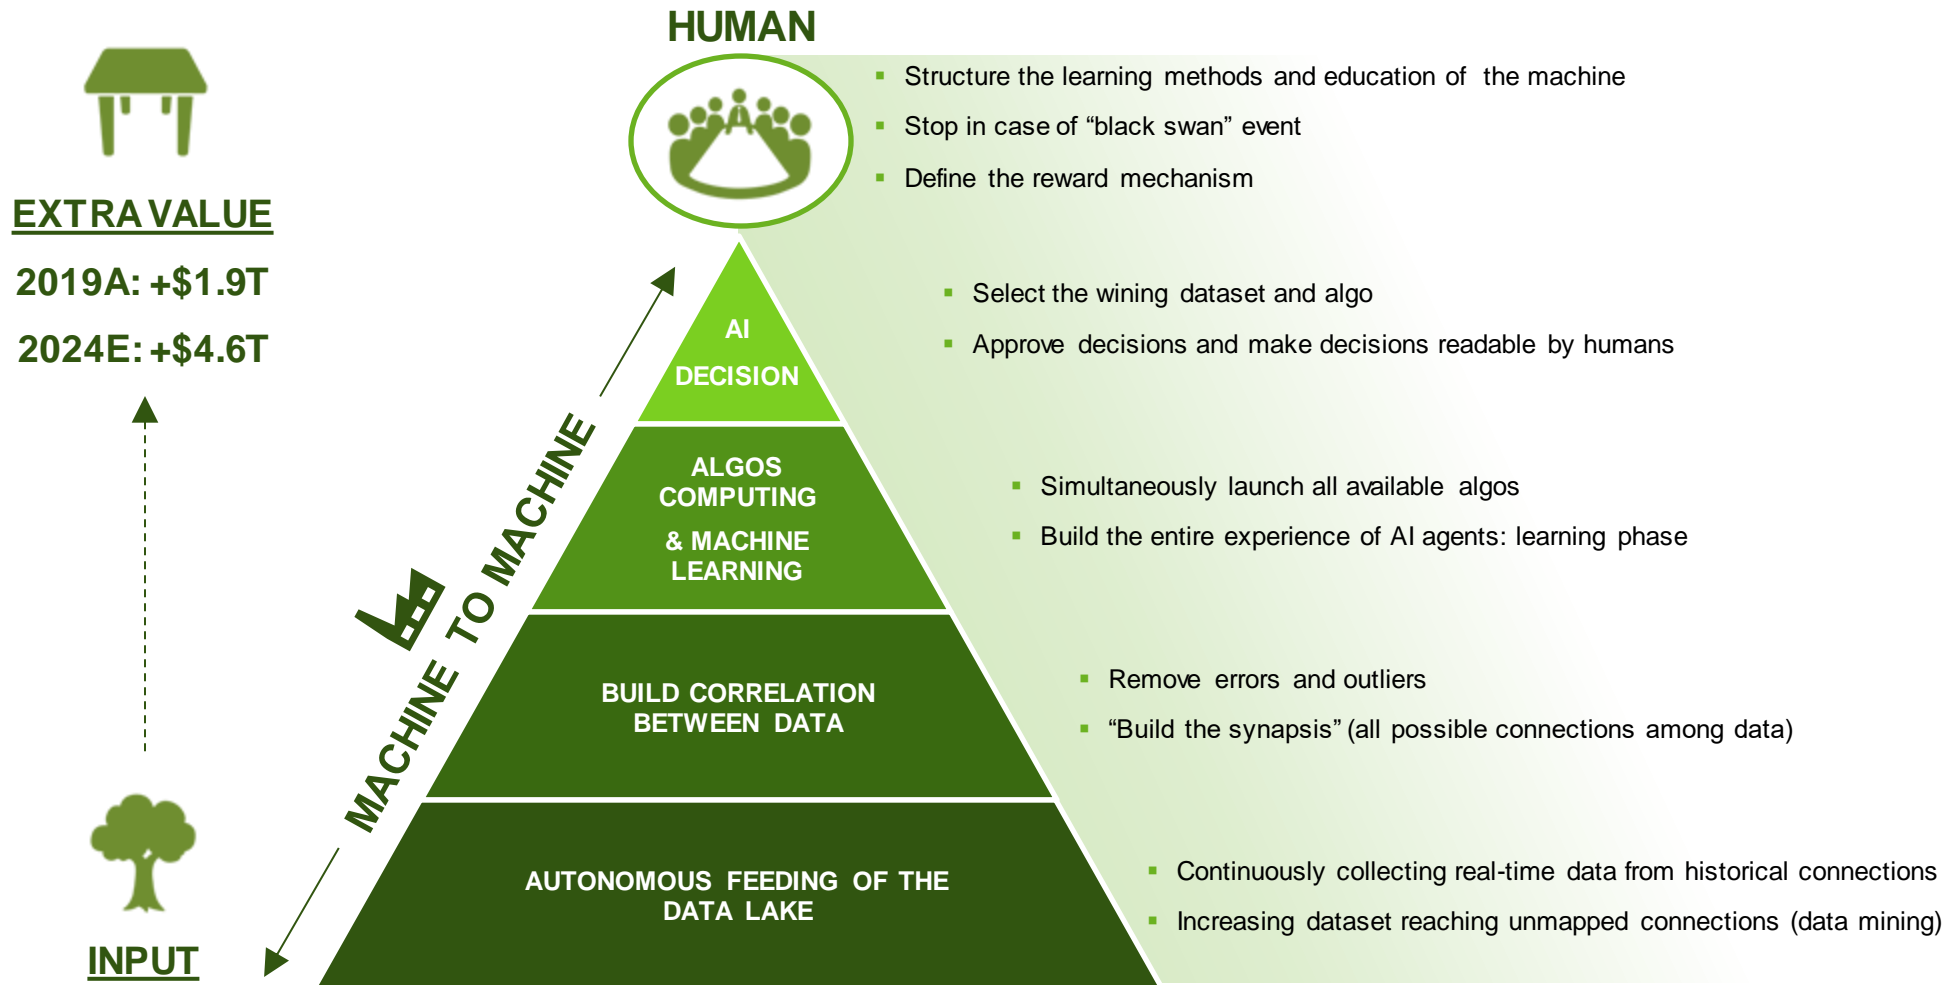 HUMAN
Structure the learning methods and education of the machine
Stop in case of “black swan” event
Define the reward mechanism
EXTRA VALUE
2019A: +$1.9T
2024E: +$4.6T
INPUT
MACHINE TO MACHINE
AI
DECISION
Select the wining dataset and algo
Approve decisions and make decisions readable by humans
ALGOS
COMPUTING
& MACHINE
LEARNING
Simultaneously launch all available algos
Build the entire experience of AI agents: learning phase
BUILD CORRELATION
BETWEEN DATA
Remove errors and outliers
“Build the synapsis” (all possible connections among data)
AUTONOMOUS FEEDING OF THE
DATA LAKE
Continuously collecting real-time data from historical connections
Increasing dataset reaching unmapped connections (data mining)